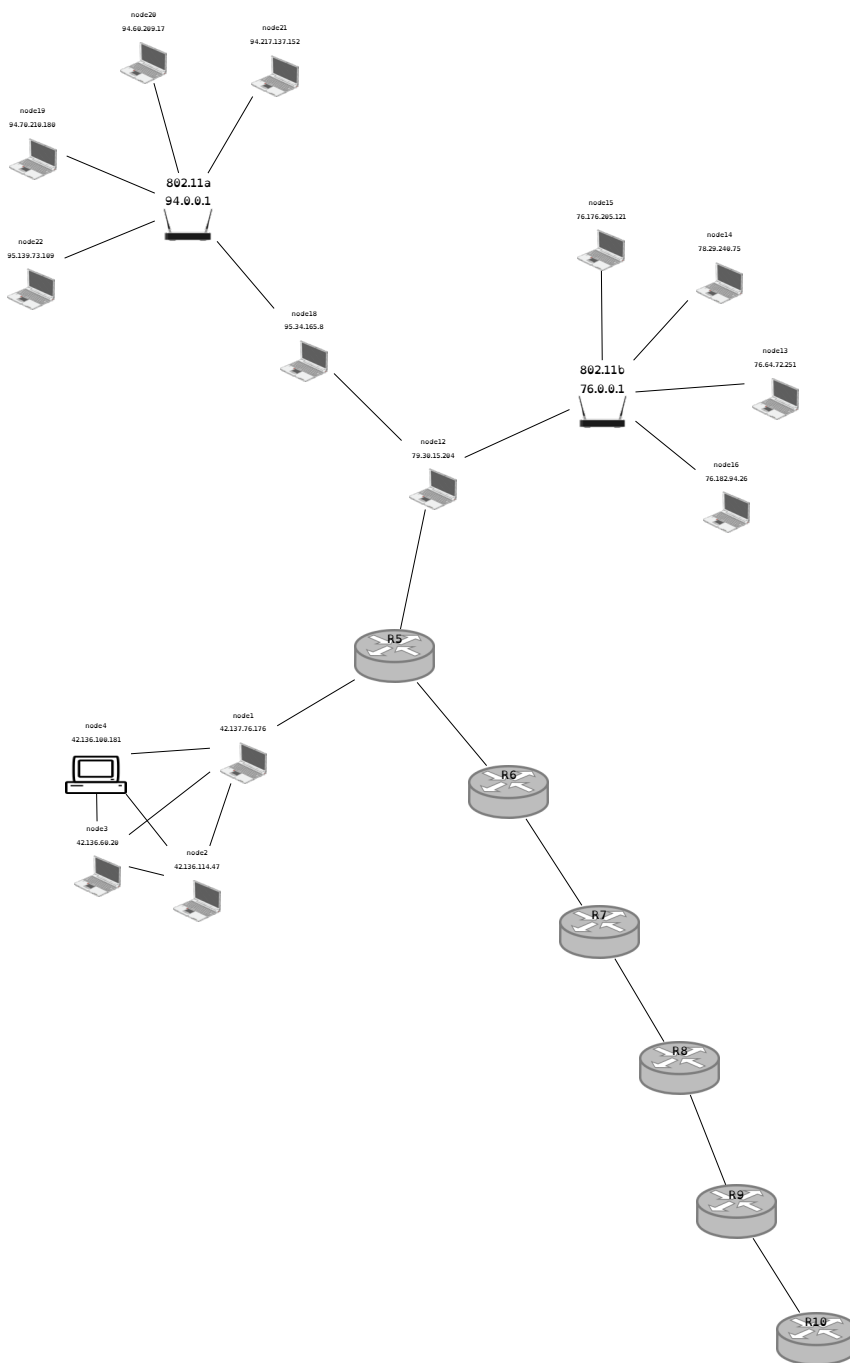 node20
94.60.209.17
node21
94.217.137.152
node19
94.70.210.180
802.11a
94.0.0.1
node15
76.176.205.121
node14
78.29.240.75
node22
95.139.73.109
node18
95.34.165.8
node13
76.64.72.251
802.11b
76.0.0.1
node12
79.30.15.204
node16
76.182.94.26
R5
node1
42.137.76.176
node4
42.136.100.181
R6
node3
42.136.60.20
node2
42.136.114.47
R7
R8
R9
R10